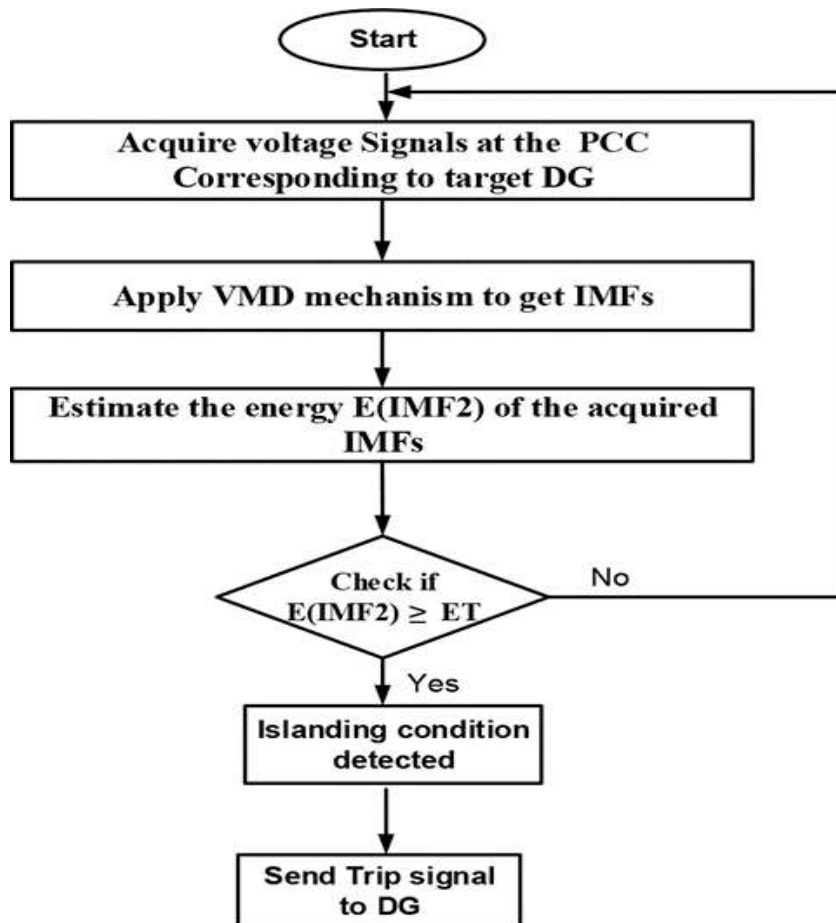 Start
Acquire voltage Signals at the PCC
Corresponding to target DG
Apply VMD mechanism to get IMFs
Estimate the energy E(IMF2) of the acquired
IMFs
Check if
E(IMF2) ≥ ET
No
Yes
Islanding condition
detected
Send Trip signal
to DG